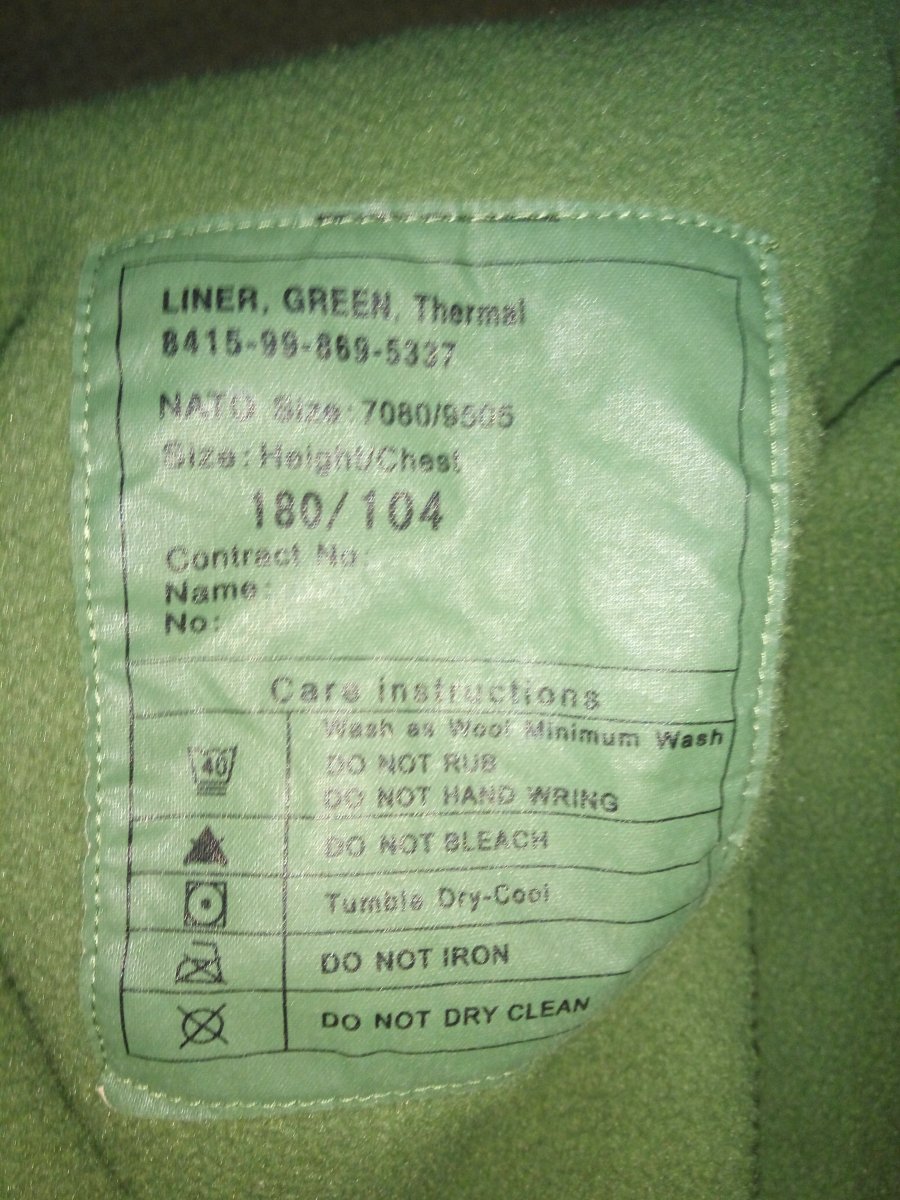 LINER, GREEN, Thermal
8415-99-869-5337
NATO Size: 7080/9505
Size: Height/Chest
180/104
Contract No:
Name:
No:
Care instructions
40
Wash as Wool Minimum Wash
DO NOT RUB
DO NOT HAND WRING
DO NOT BLEACH
Tumble Dry-Cool
DO NOT IRON
DO NOT DRY CLEAN